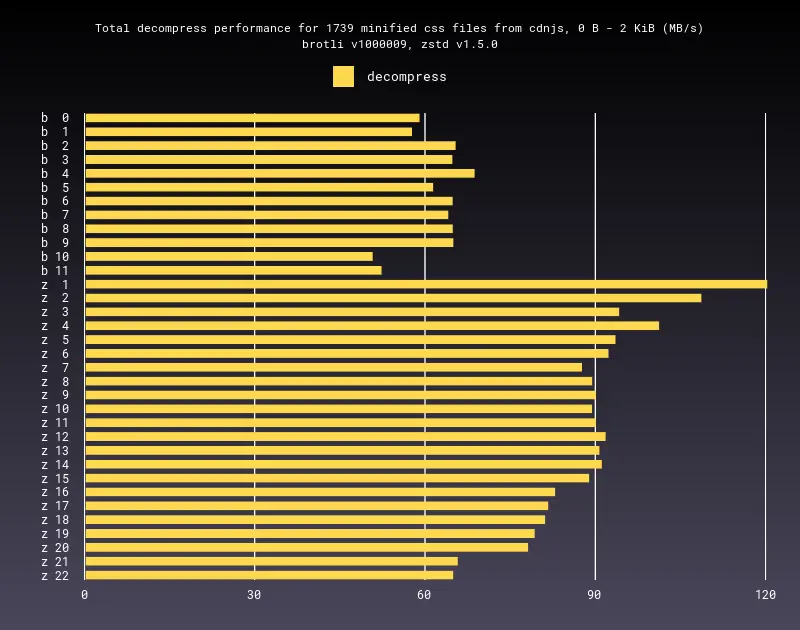 Total decompress performance for 1739 minified css files from cdnjs, 0 B - 2 KiB (MB/s)
brotli v1000009, zstd v1.5.0
decompress
b 0
b 1
b 2
b 3
b 4
b 5
b 6
b 7
b 8
b 9
b 10
b 11
z 1
z 2
z 3
z 4
z 5
z 6
z 7
z 8
z 9
z 10
z 11
z 12
z 13
z 14
z 15
z 16
z 17
z 18
z 19
z 20
z 21
z 22
0 30 60 90 120